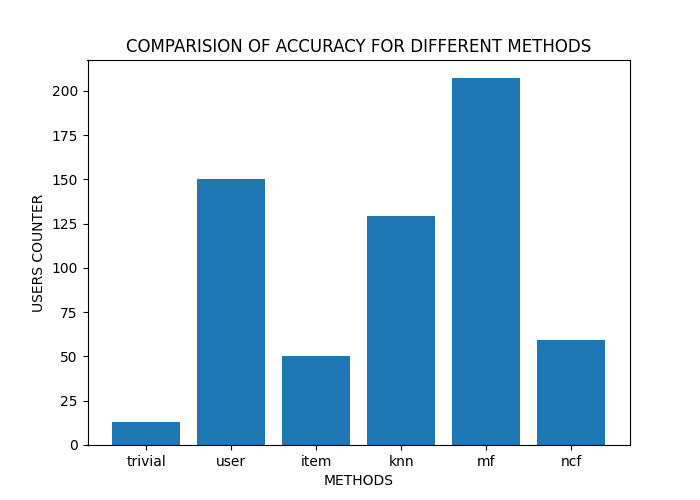 COMPARISION OF ACCURACY FOR DIFFERENT METHODS
200
175
150
125
100
75
50
25
0
USERS COUNTER
trivial user item knn mf ncf
METHODS